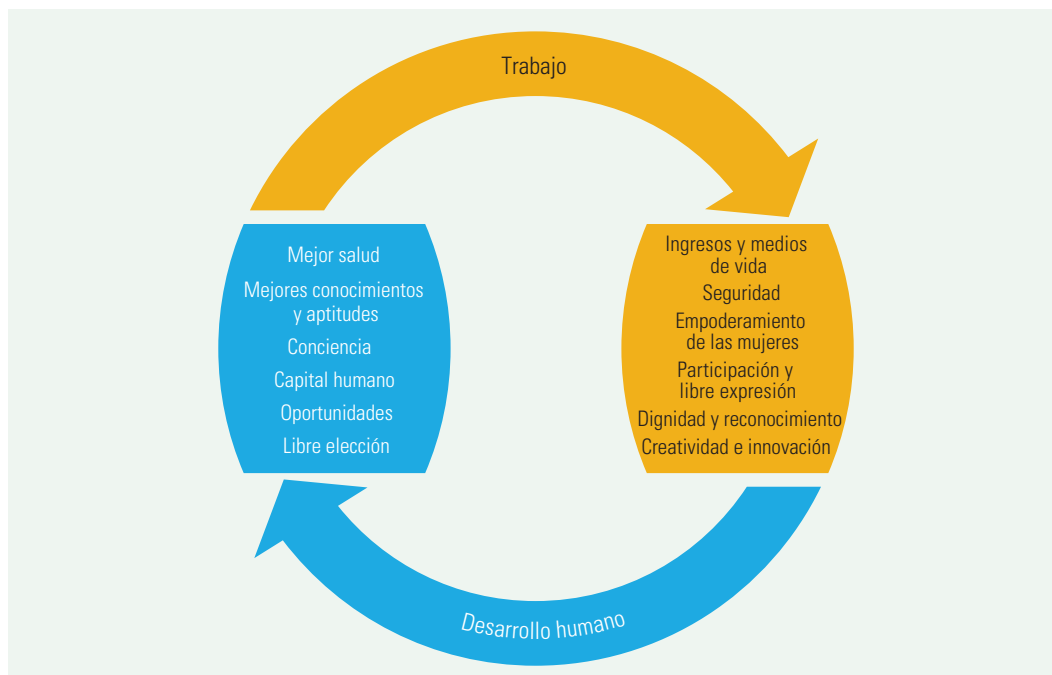 Trabajo
Mejor salud
Mejores conocimientos
y aptitudes
Conciencia
Capital humano
Oportunidades
Libre elección
Ingresos y medios
de vida
Seguridad
Empoderamiento
de las mujeres
Participación y
libre expresión
Dignidad y reconocimiento
Creatividad e innovación
Desarrollo humano